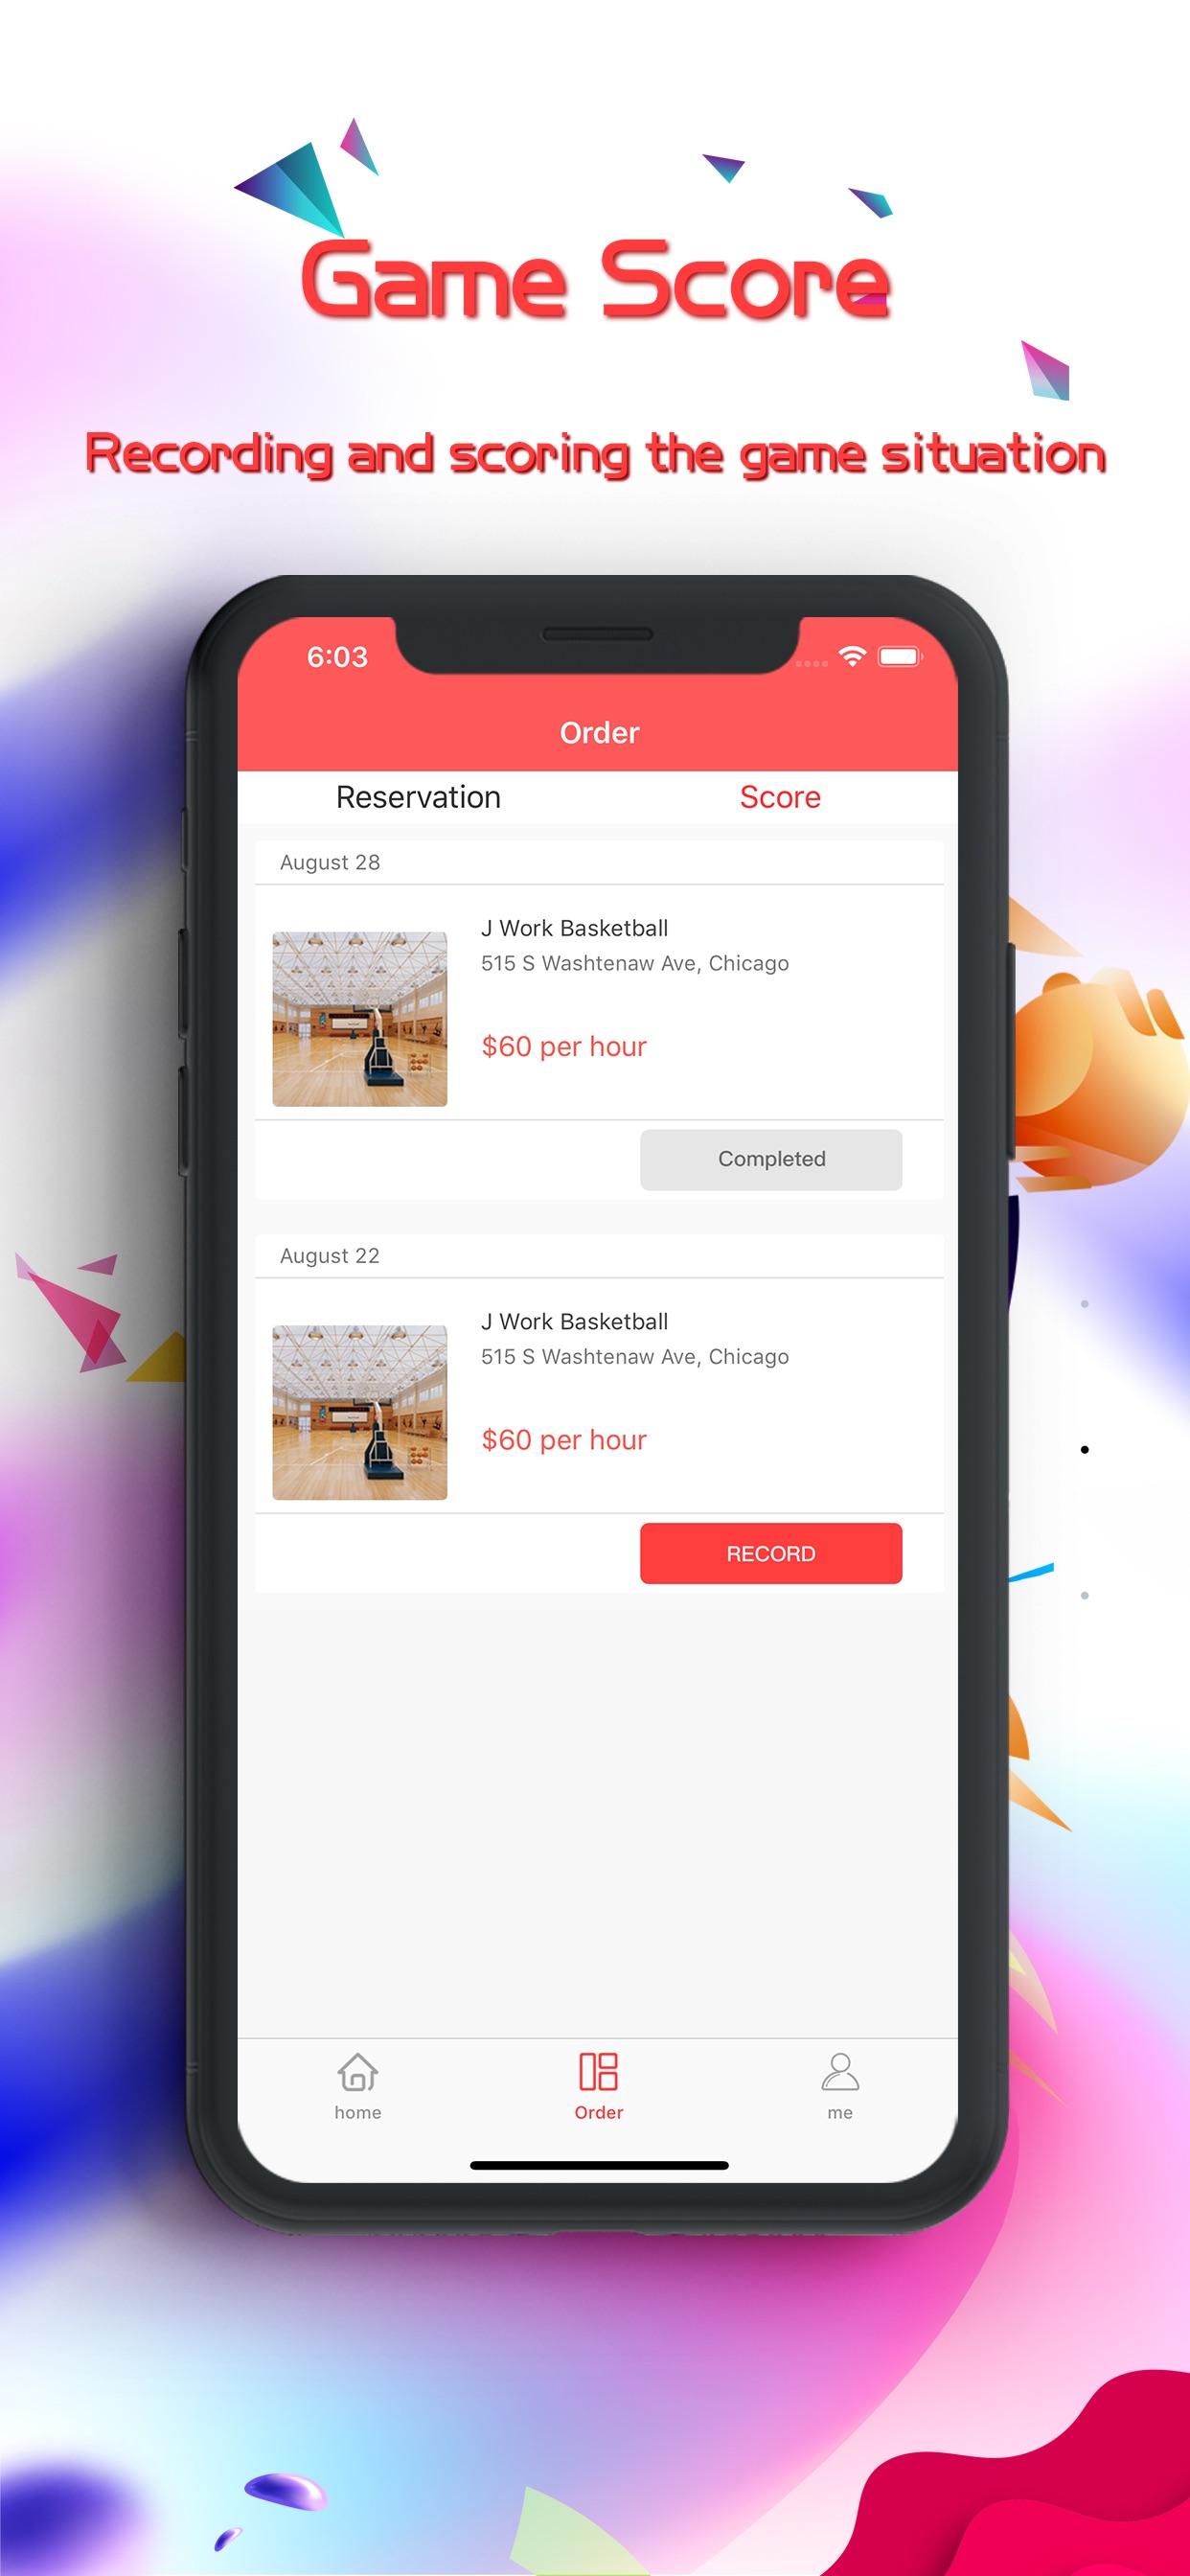 Game Score
Recording and scoring the game situation
6:03
Order
Reservation Score
August 28
J Work Basketball
515 S Washtenaw Ave, Chicago
$60 per hour
Completed
August 22
J Work Basketball
515 S Washtenaw Ave, Chicago
$60 per hour
RECORD
home Order me